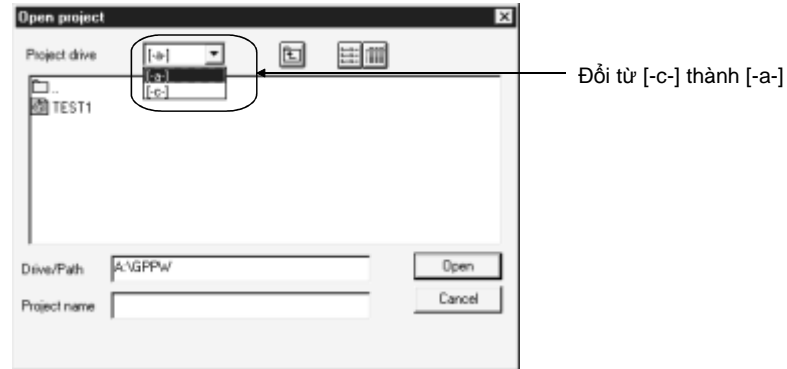 Open project
Project drive [-a-]
[-a-]
[-c-]
Đổi từ [-c-] thành [-a-]
..
TEST1
Drive/Path A:\GPPW Open
Project name Cancel